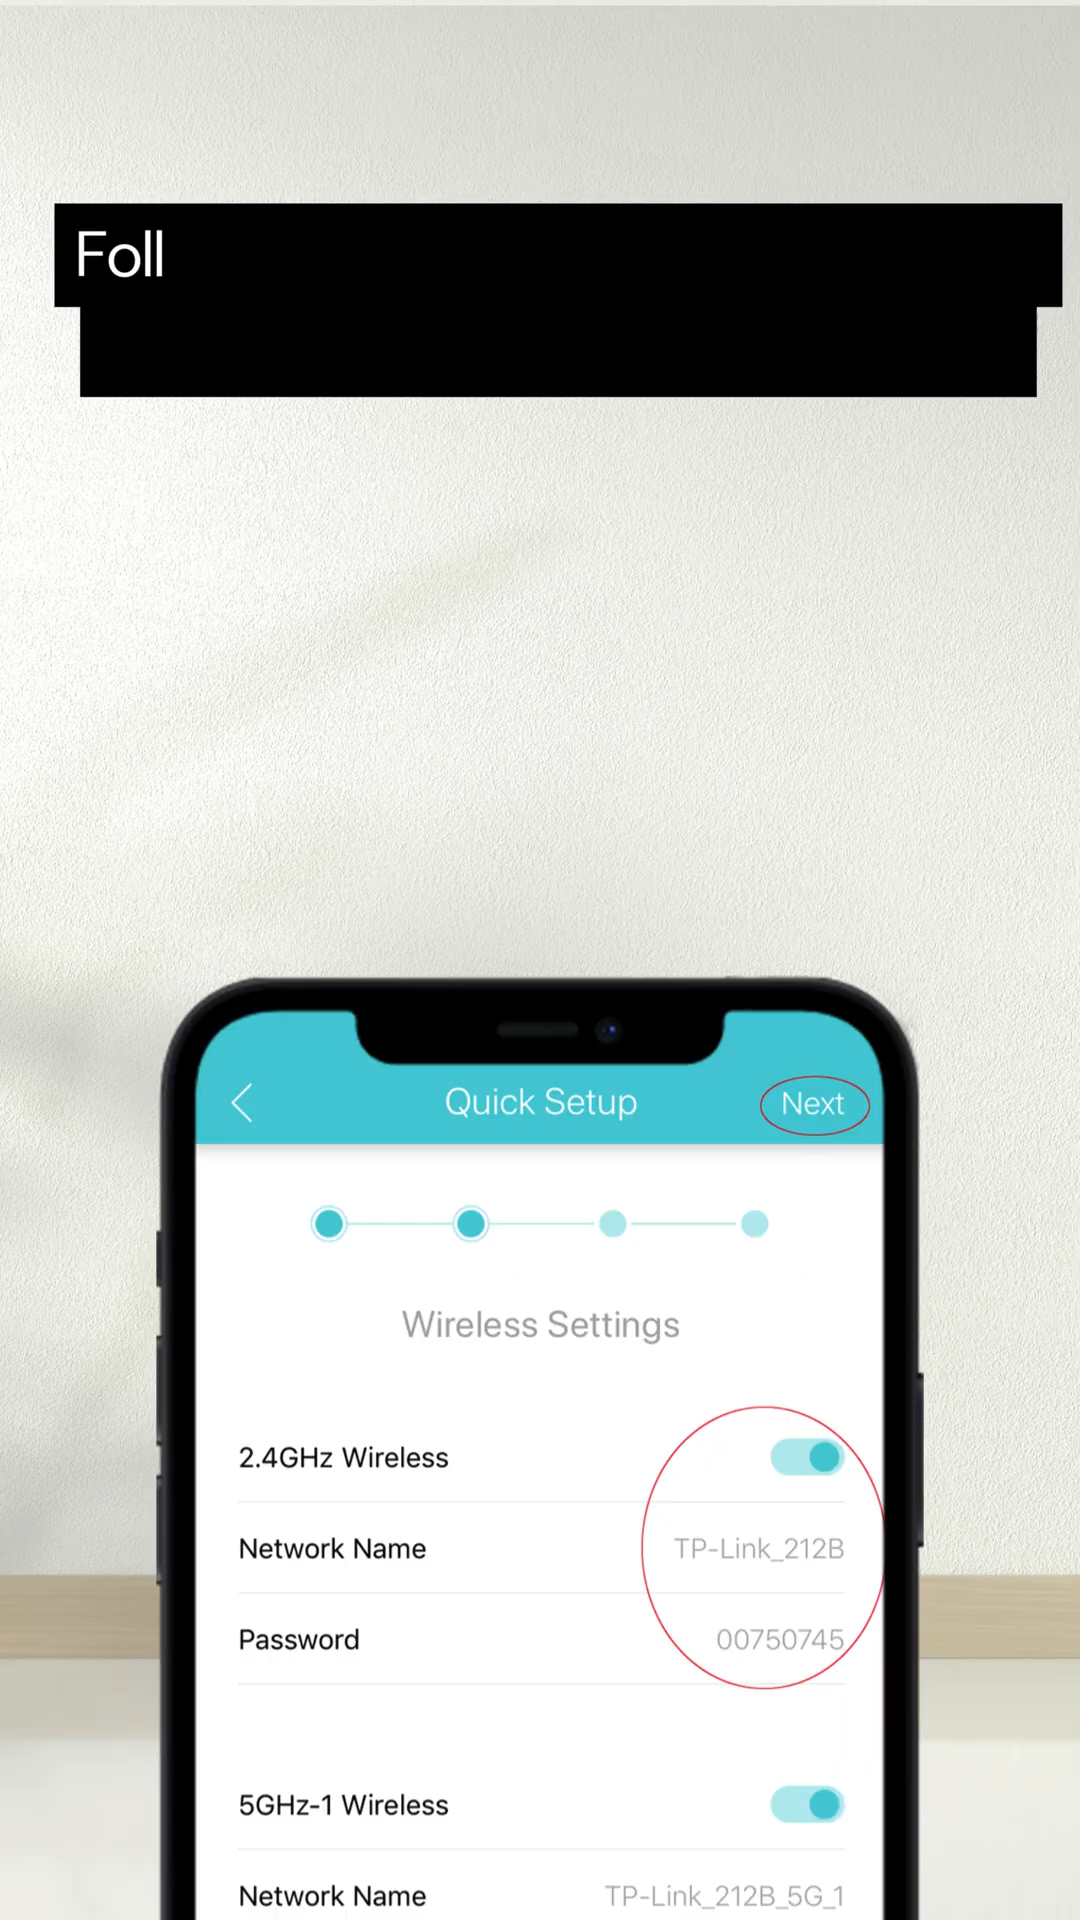 Foll
Quick Setup
Next
Wireless Settings
2.4GHz Wireless
Network Name
TP-Link_212B
Password
00750745
5GHz-1 Wireless
Network Name
TP-Link_212B_5G_1